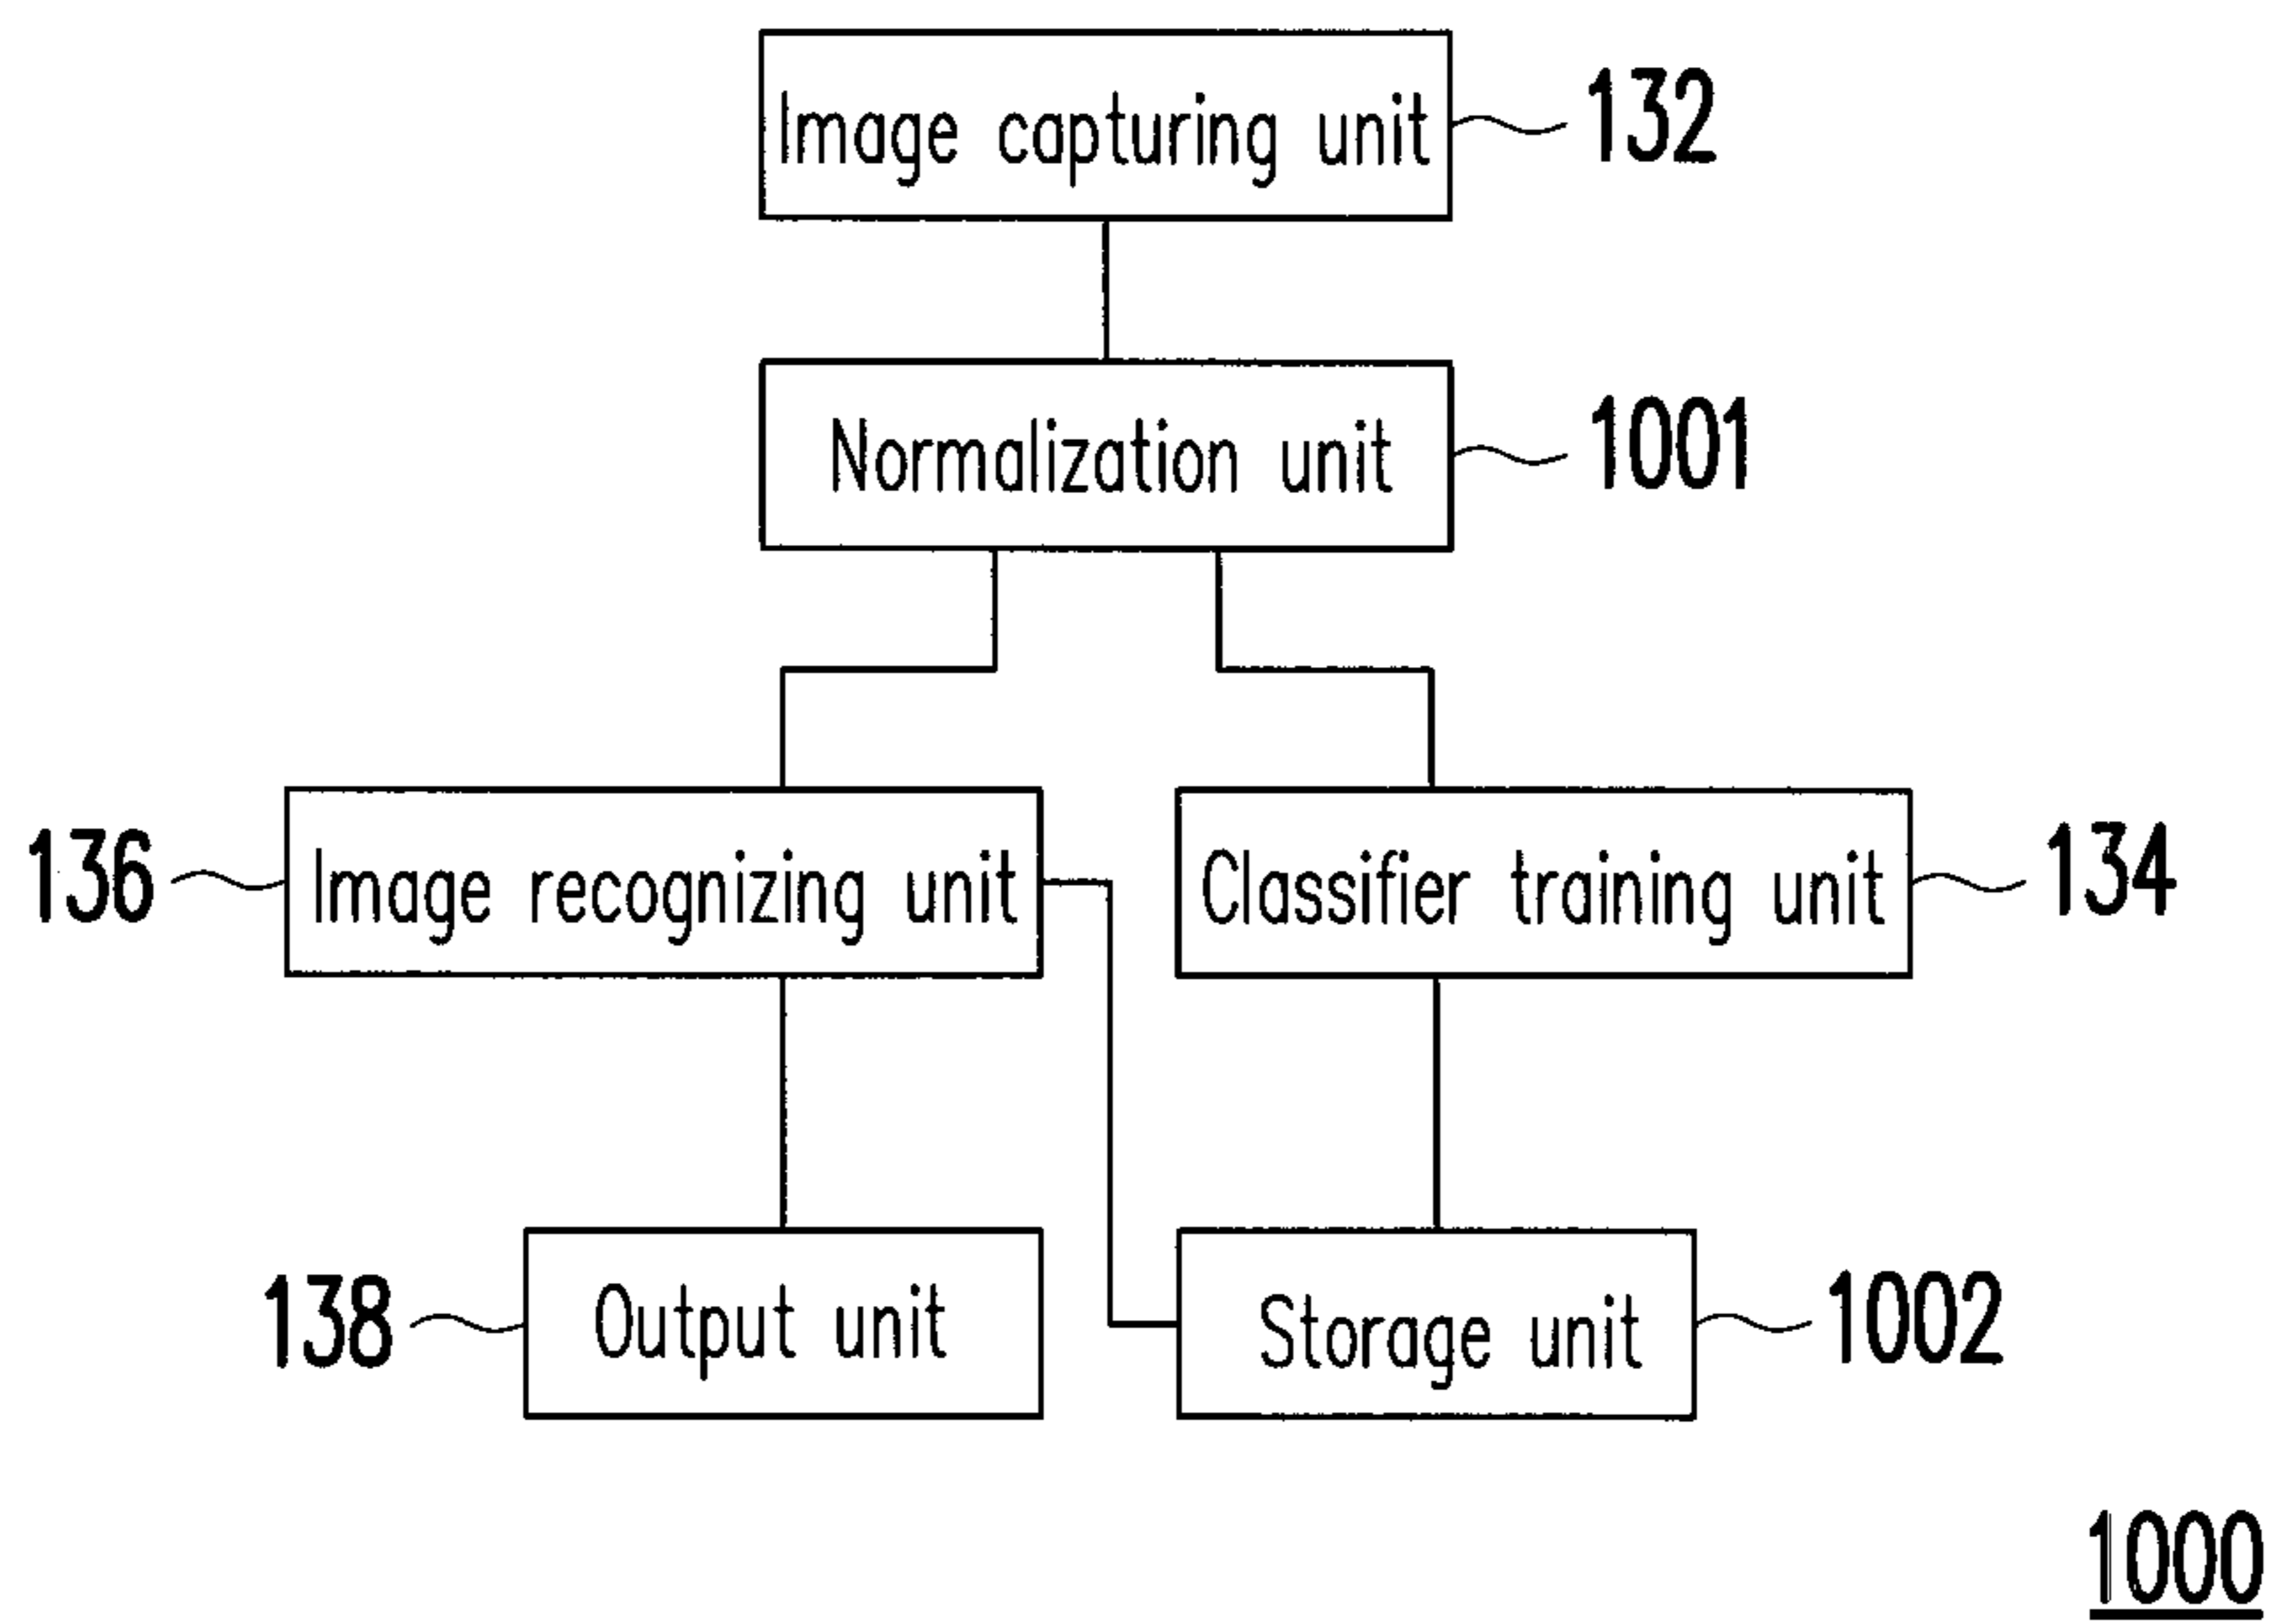 Image capturing unit 132
Normalization unit 1001
136 Image recognizing unit
Classifier training unit 134
138 Output unit
Storage unit 1002
1000